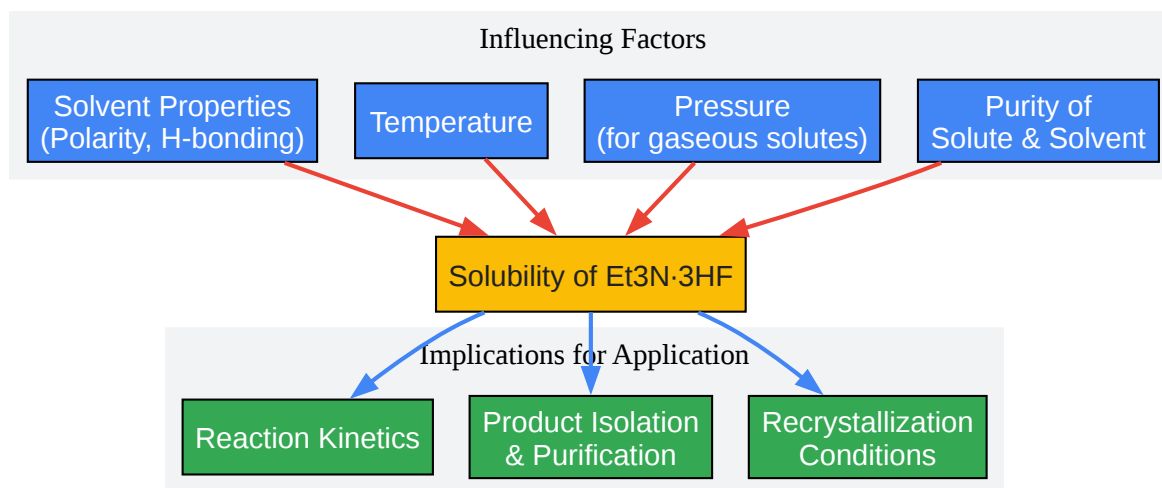 Influencing Factors
Solvent Properties
(Polarity, H-bonding)
Temperature
Pressure
(for gaseous solutes)
Purity of
Solute & Solvent
Solubility of Et3N·3HF
Implications for Application
Reaction Kinetics
Product Isolation
& Purification
Recrystallization
Conditions